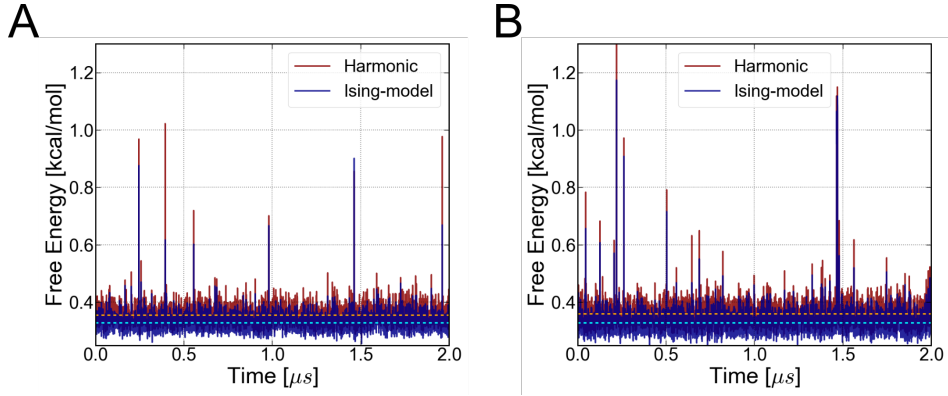 A
Free Energy [kcal/mol]
1.2
1.0
0.8
0.6
0.4
Harmonic
Ising-model
0.0 0.5 1.0 1.5 2.0
Time [μs]
B
Free Energy [kcal/mol]
1.2
1.0
0.8
0.6
0.4
Harmonic
Ising-model
0.0 0.5 1.0 1.5 2.0
Time [μs]